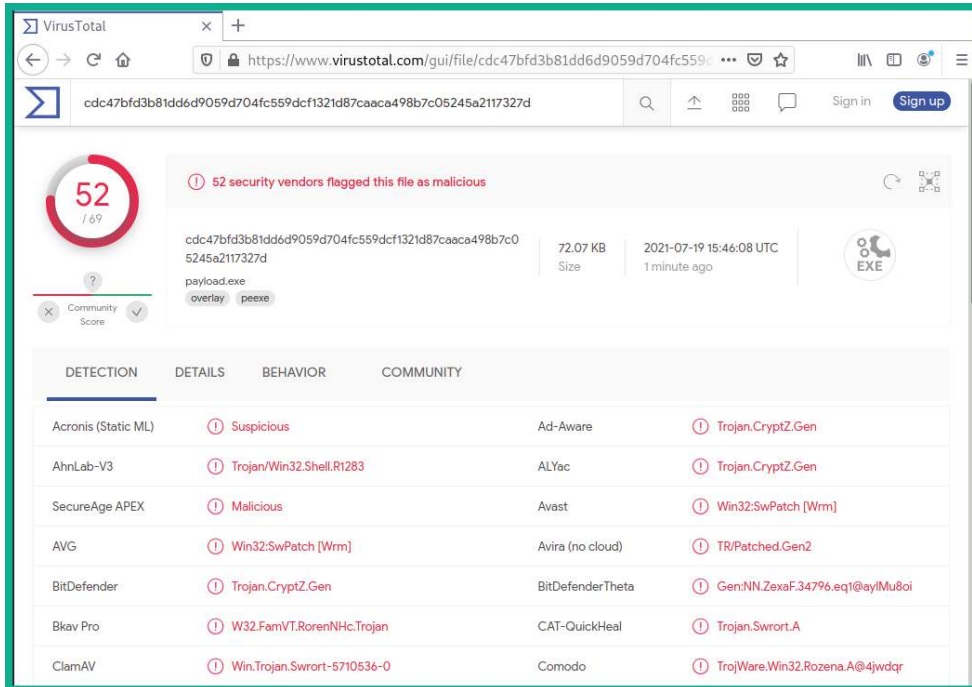 VirusTotal
https://www.virustotal.com/gui/file/cdc47bfd3b81dd6d9059d704fc559d
cdc47bfd3b81dd6d9059d704fc559dcf1321d87caaca498b7c05245a2117327d
Sign in
Sign up
52
/ 69
52 security vendors flagged this file as malicious
cdc47bfd3b81dd6d9059d704fc559dcf1321d87caaca498b7c0
5245a2117327d
payload.exe
overlay peexe
72.07 KB
Size
2021-07-19 15:46:08 UTC
1 minute ago
EXE
?
Community
Score
DETECTION DETAILS BEHAVIOR COMMUNITY
Acronis (Static ML) Suspicious Ad-Aware Trojan.CryptZ.Gen
AhnLab-V3 Trojan/Win32.Shell.R1283 ALYac Trojan.CryptZ.Gen
SecureAge APEX Malicious Avast Win32:SwPatch [Wrm]
AVG Win32:SwPatch [Wrm] Avira (no cloud) TR/Patched.Gen2
BitDefender Trojan.CryptZ.Gen BitDefenderTheta Gen:NN.ZexaF.34796.eq1@aylMu8oi
Bkav Pro W32.FamVT.RorenNHc.Trojan CAT-QuickHeal Trojan.Swrort.A
ClamAV Win.Trojan.Swrort-5710536-0 Comodo TrojWare.Win32.Rozena.A@4jwdqr